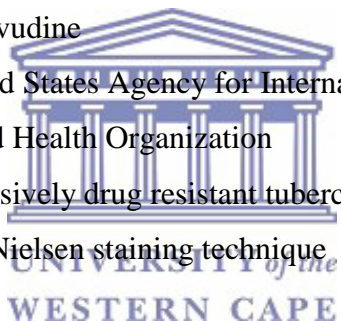 vudine
d States Agency for Interna
d Health Organization
sively drug resistant tuberc
Nielsen staining technique
UNIVERSITY of the
WESTERN CAPE